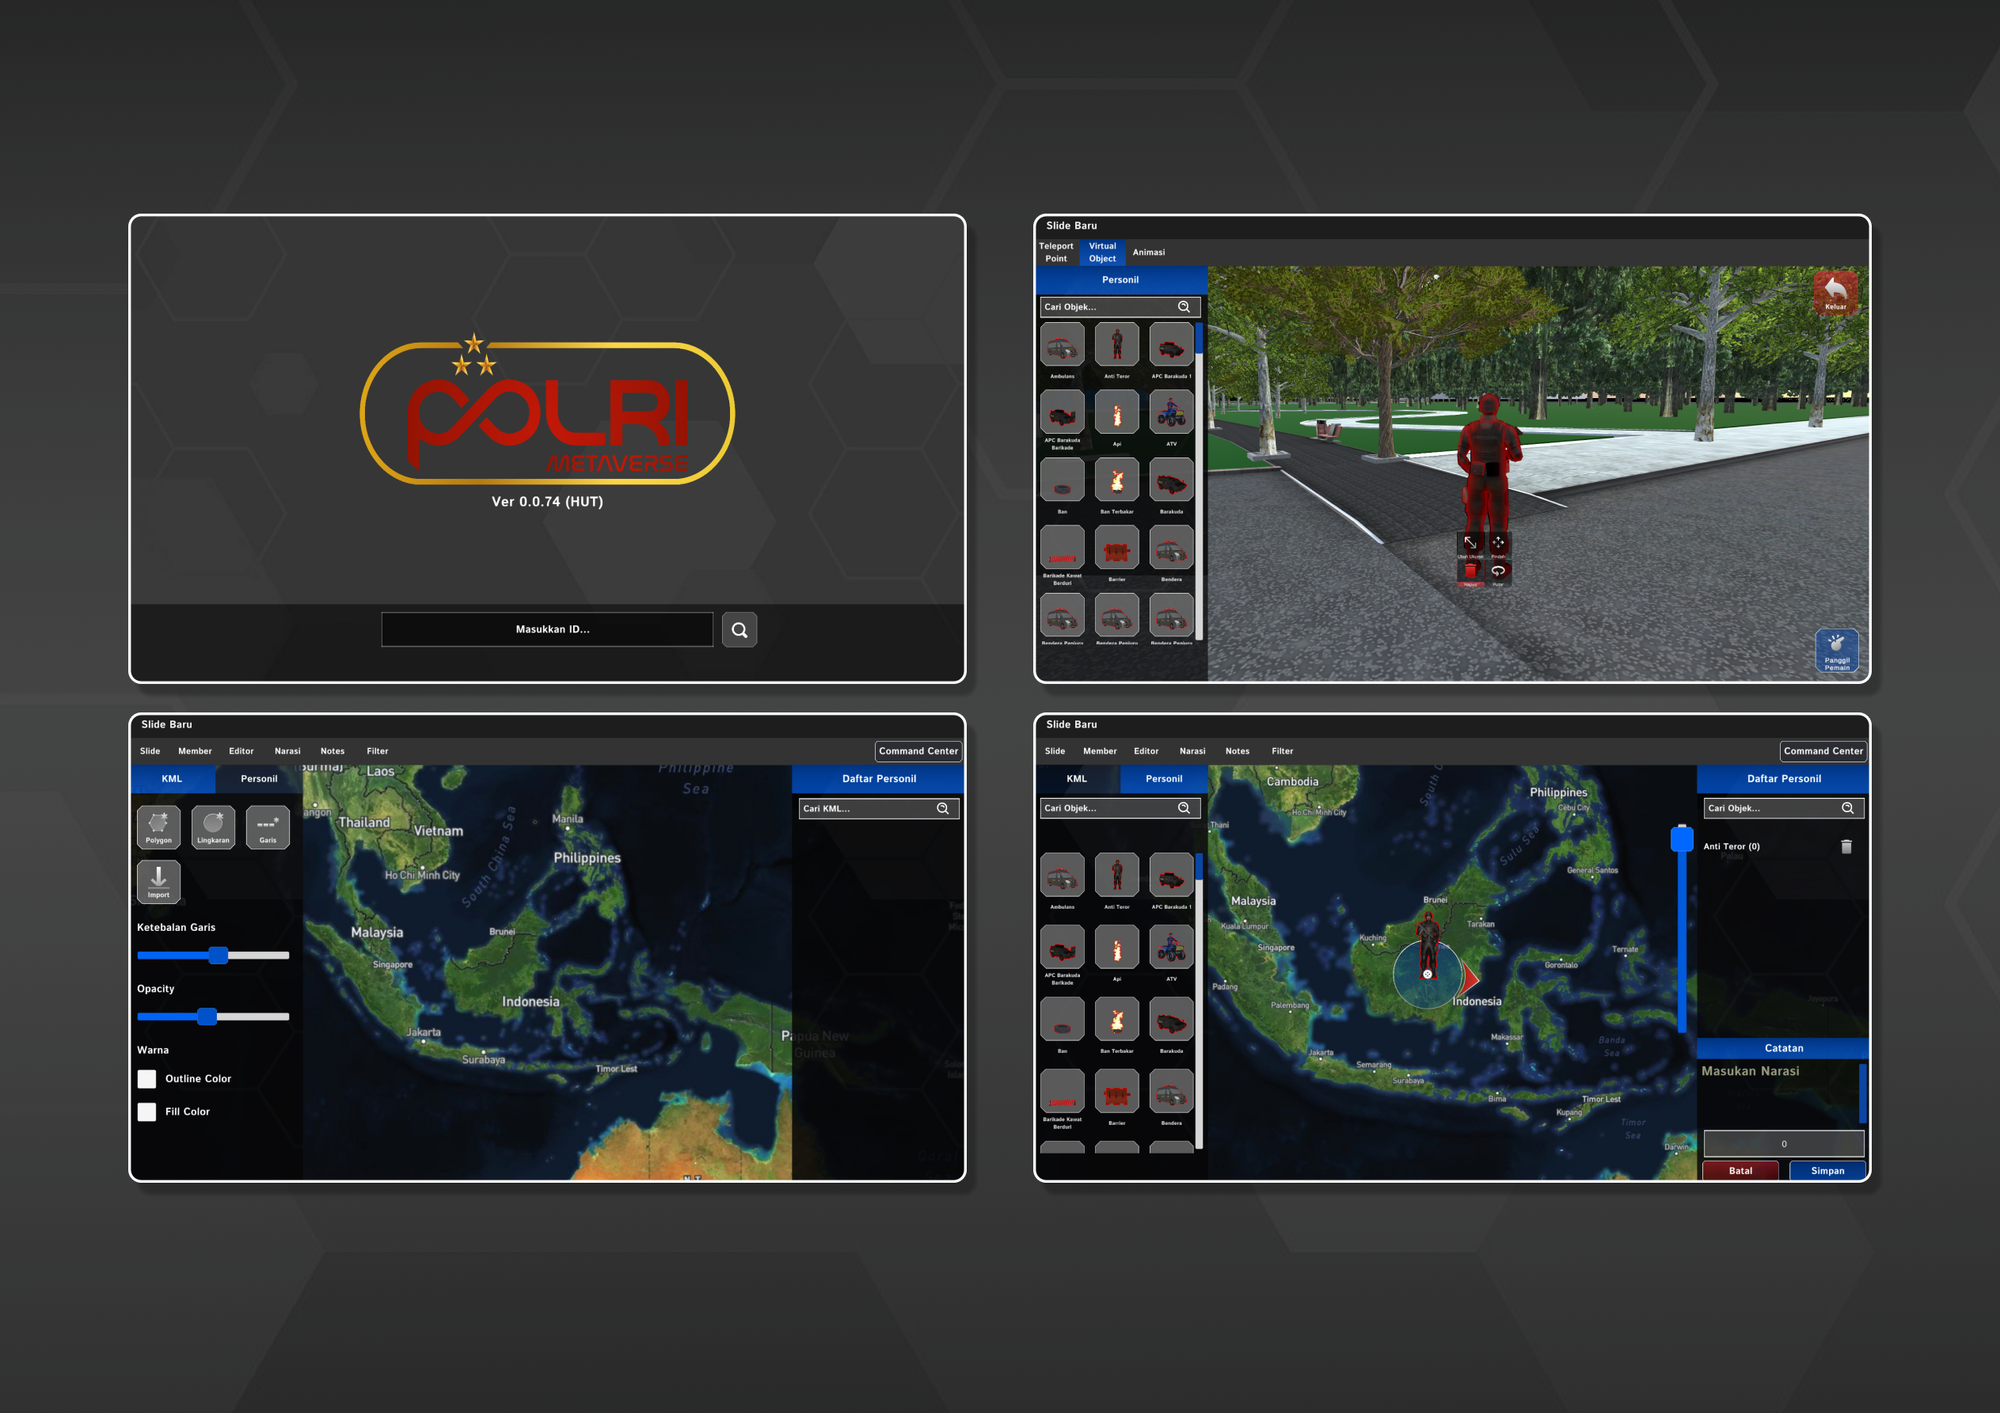 POLRI
METAVERSE
Ver 0.0.74 (HUT)
Masukkan ID...
Slide Baru
Teleport Point
Virtual Object
Animasi
Personil
Cari Objek...
Ambulans
Anti Teror
APC Barakuda 1
APC Barakuda Barikade
Api
ATV
Ban
Ban Terbakar
Barakuda
Barikade Kawat Berduri
Barrier
Bendera
Keluar
Pindah
Putar
Panggil Pemain
Slide Baru
Slide
Member
Editor
Narasi
Notes
Filter
Command Center
KML
Personil
Polygon
Lingkaran
Garis
Import
Ketebalan Garis
Opacity
Warna
Outline Color
Fill Color
Laos
Thailand
Vietnam
Ho Chi Minh City
South China Sea
Manila
Philippines
Philippine Sea
Malaysia
Singapore
Brunei
Indonesia
Jakarta
Surabaya
Timor Lest
Papua New Guinea
N T
Daftar Personil
Cari KML...
Slide Baru
Slide
Member
Editor
Narasi
Notes
Filter
Command Center
KML
Personil
Cari Objek...
Ambulans
Anti Teror
APC Barakuda 1
APC Barakuda Barikade
Api
ATV
Ban
Ban Terbakar
Barakuda
Barikade Kawat Berduri
Barrier
Bendera
Cambodia
Ho Chi Minh City
Thani
South C
Philippines
Cebu City
Sulu Sea
General Santos
Malaysia
Kuala Lumpur
Singapore
Brunei
Tarakan
Kuching
Ternate
Gorontalo
Padang
Palembang
Indonesia
Makassar
Banda Sea
Jakarta
Semarang
Surabaya
Bima
Timor Lest
Kupang
Timor Sea
Darwin
Daftar Personil
Cari Objek...
Anti Teror (0)
Palau
Jayapura
Catatan
Masukan Narasi
0
Batal
Simpan